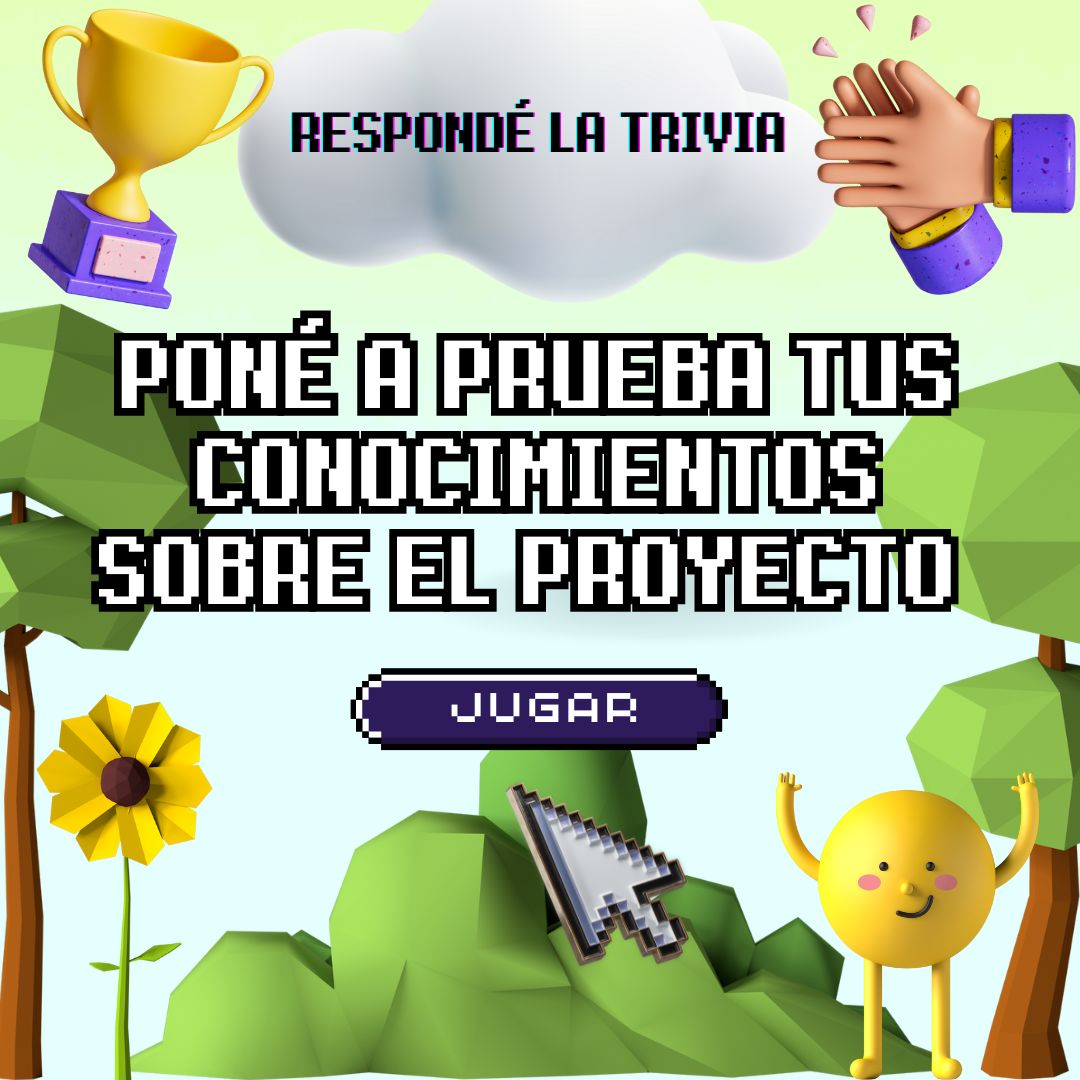 RESPONDÉ LA TRIVIA
PONÉ A PRUEBA TUS
CONOCIMIENTOS
SOBRE EL PROYECTO
JUGAR